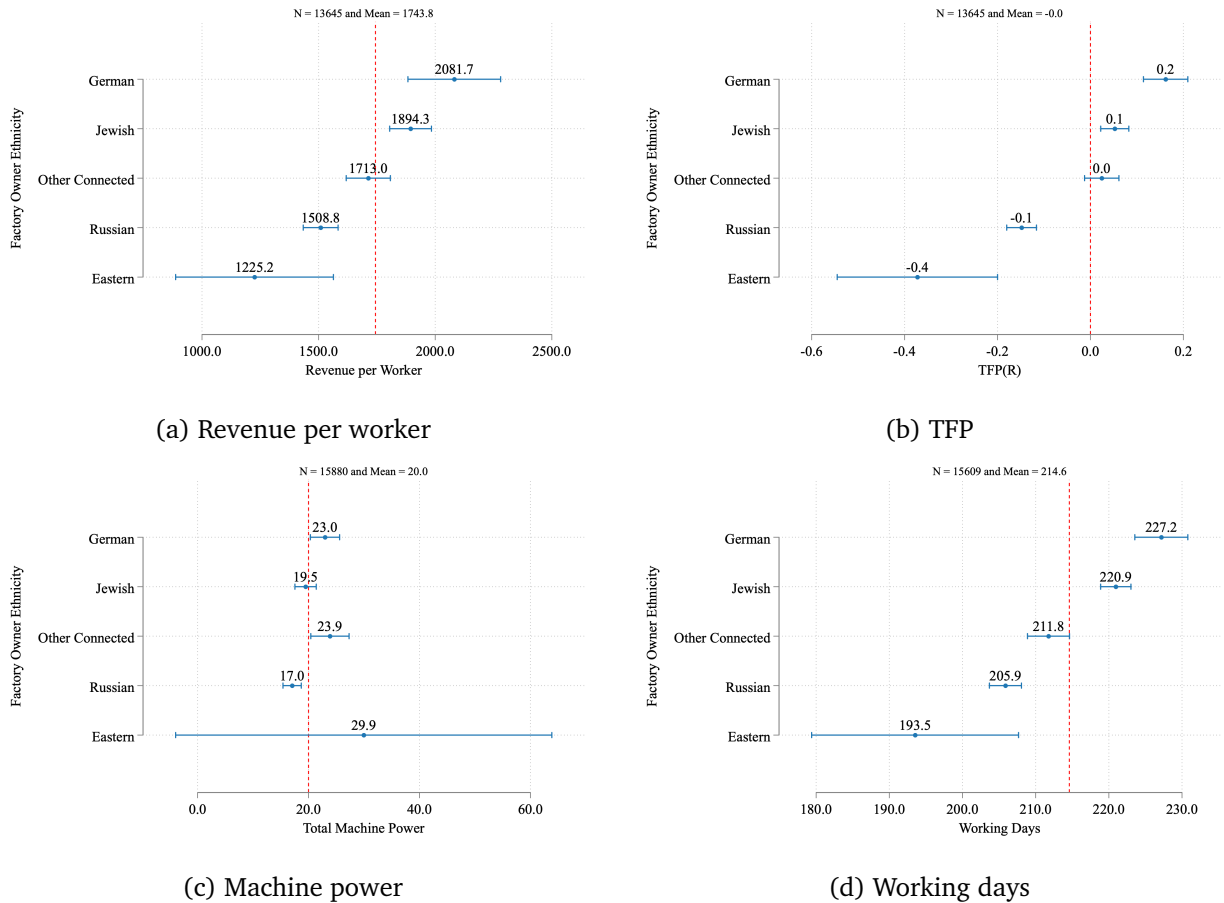 N = 13645 and Mean = 1743.8
Factory Owner Ethnicity
German
Jewish
Other Connected
Russian
Eastern
2081.7
1894.3
1713.0
1508.8
1225.2
1000.0 1500.0 2000.0 2500.0
Revenue per Worker
(a) Revenue per worker
N = 13645 and Mean = -0.0
Factory Owner Ethnicity
German
Jewish
Other Connected
Russian
Eastern
0.2
0.1
0.0
-0.1
-0.4
-0.6 -0.4 -0.2 0.0 0.2
TFP(R)
(b) TFP
N = 15880 and Mean = 20.0
Factory Owner Ethnicity
German
Jewish
Other Connected
Russian
Eastern
23.0
19.5
23.9
17.0
29.9
0.0 20.0 40.0 60.0
Total Machine Power
(c) Machine power
N = 15609 and Mean = 214.6
Factory Owner Ethnicity
German
Jewish
Other Connected
Russian
Eastern
227.2
220.9
211.8
205.9
193.5
180.0 190.0 200.0 210.0 220.0 230.0
Working Days
(d) Working days